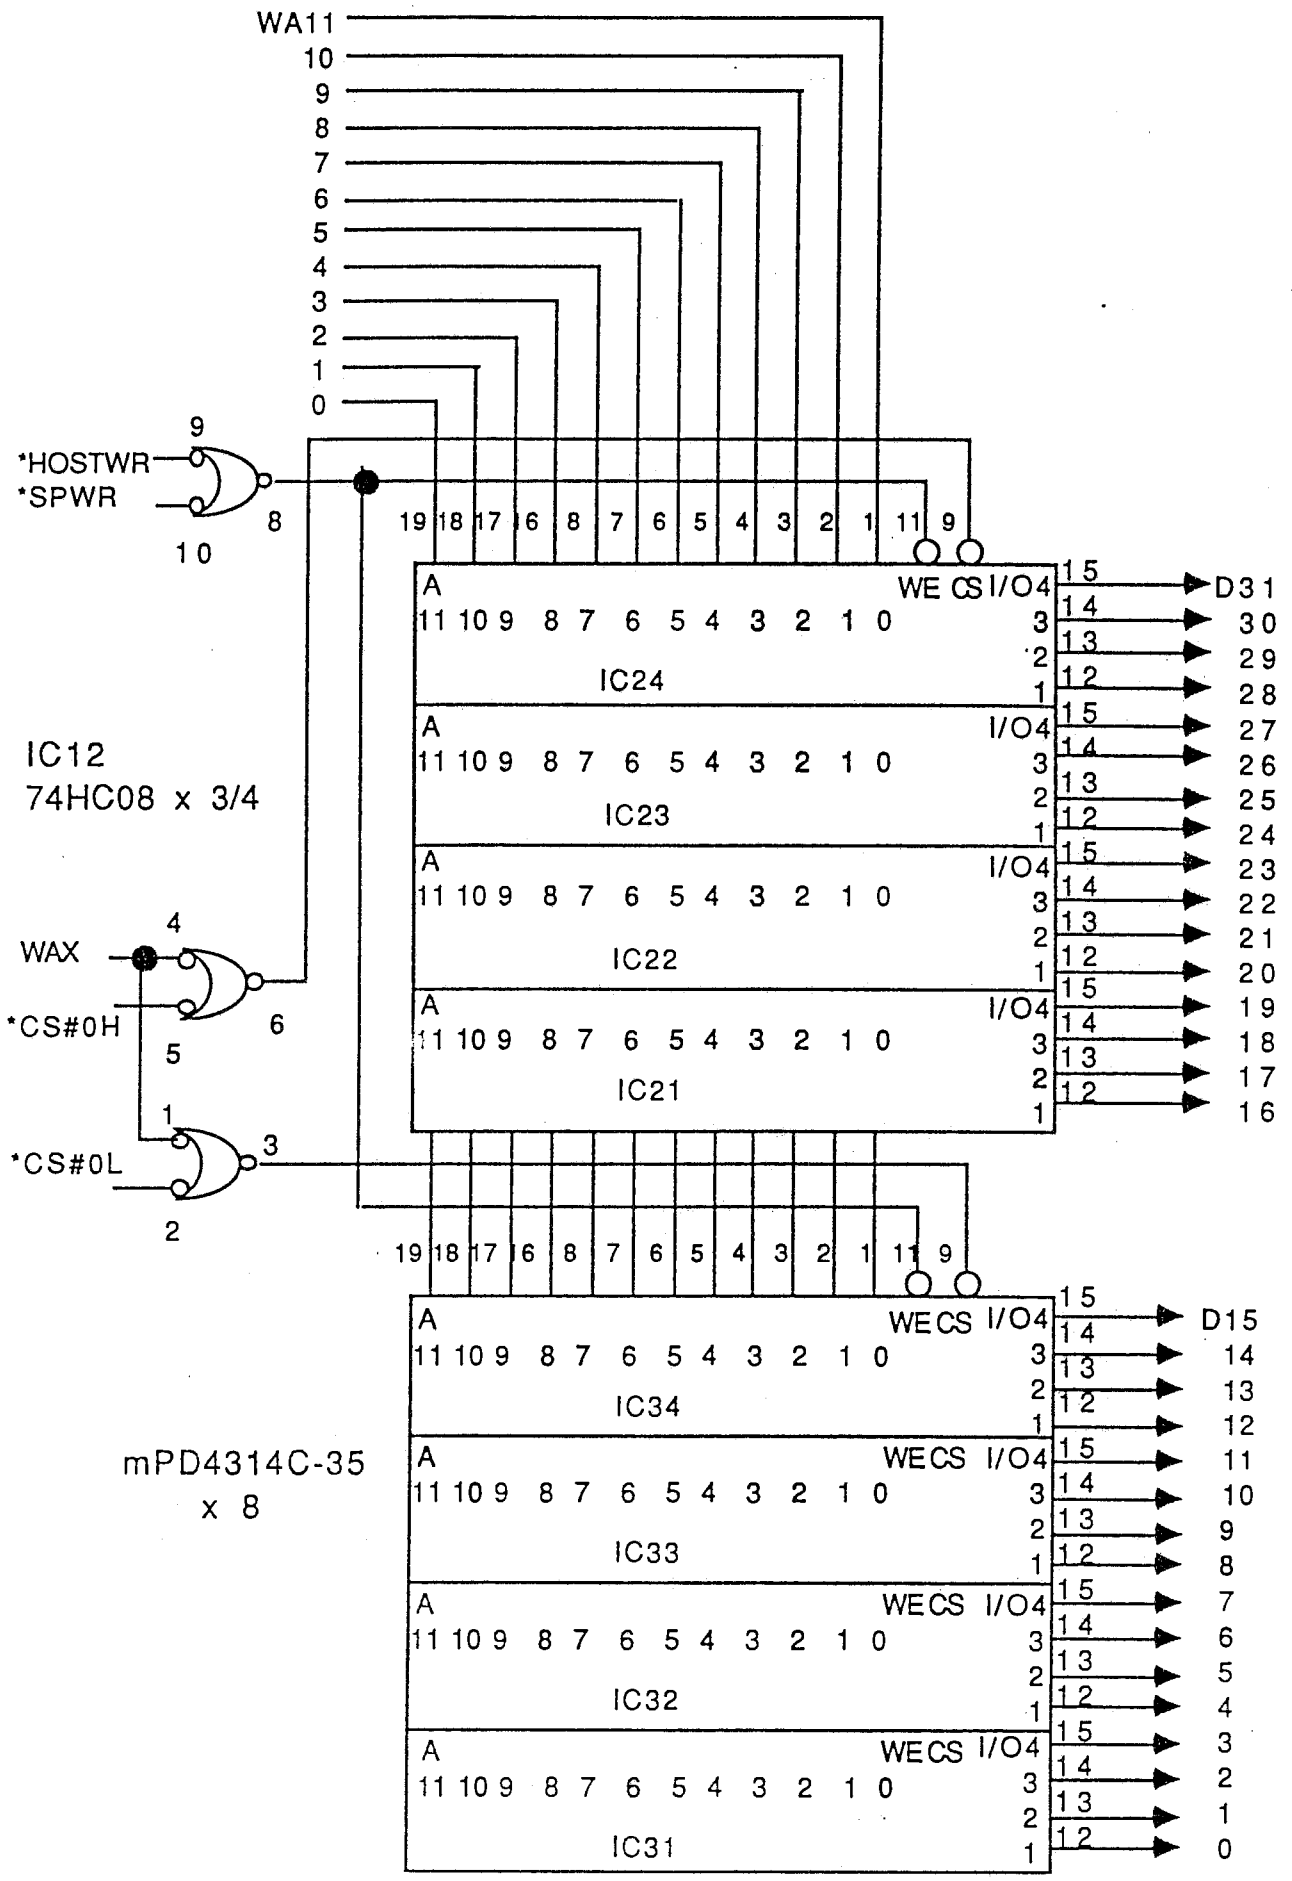 WA11
10
9
8
7
6
5
4
3
2
1
0
9
*HOSTWR
*SPWR
8
10
19 18 17 16 8 7 6 5 4 3 2 1 11 9
A WE CS I/O4 15 D31
11 10 9 8 7 6 5 4 3 2 1 0 3 14 30
2 13 29
IC24 1 12 28
A I/O4 15 27
11 10 9 8 7 6 5 4 3 2 1 0 3 14 26
2 13 25
IC23 1 12 24
IC12
74HC08 x 3/4
A I/O4 15 23
11 10 9 8 7 6 5 4 3 2 1 0 3 14 22
2 13 21
IC22 1 12 20
4
WAX
*CS#0H
6
5
A I/O4 15 19
11 10 9 8 7 6 5 4 3 2 1 0 3 14 18
2 13 17
IC21 1 12 16
1
3
*CS#0L
2
19 18 17 16 8 7 6 5 4 3 2 1 11 9
A WECS I/O4 15 D15
11 10 9 8 7 6 5 4 3 2 1 0 3 14 14
2 13 13
IC34 1 12 12
mPD4314C-35
x 8
A WECS I/O4 15 11
11 10 9 8 7 6 5 4 3 2 1 0 3 14 10
2 13 9
IC33 1 12 8
A WECS I/O4 15 7
11 10 9 8 7 6 5 4 3 2 1 0 3 14 6
2 13 5
IC32 1 12 4
A WECS I/O4 15 3
11 10 9 8 7 6 5 4 3 2 1 0 3 14 2
2 13 1
IC31 1 12 0